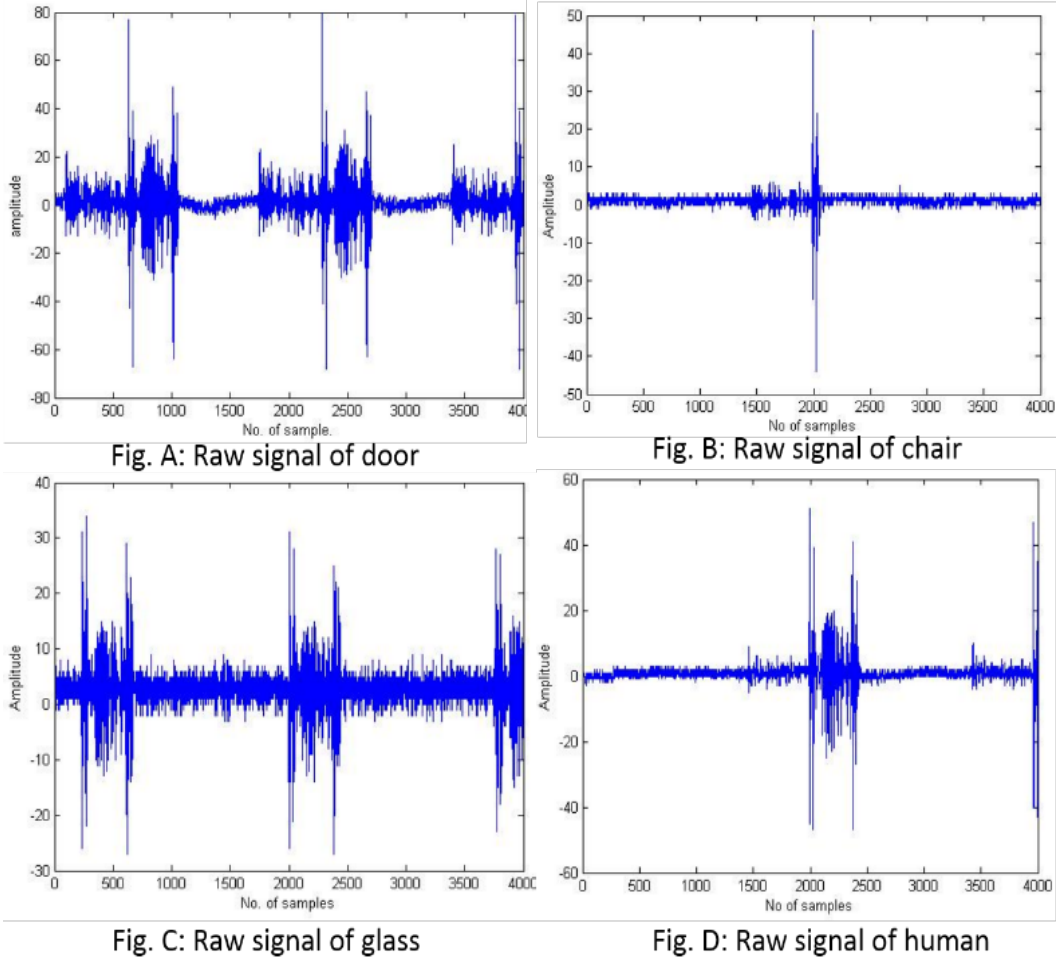 80
60
40
20
0
-20
-40
-60
-80
amplitude
0 500 1000 1500 2000 2500 3000 3500 4000
No. of sample.
Fig. A: Raw signal of door
50
40
30
20
10
0
-10
-20
-30
-40
-50
Amplitude
0 500 1000 1500 2000 2500 3000 3500 4000
No of samples
Fig. B: Raw signal of chair
40
30
20
10
0
-10
-20
-30
Amplitude
0 500 1000 1500 2000 2500 3000 3500 4000
No. of samples
Fig. C: Raw signal of glass
60
40
20
0
-20
-40
-60
Amplitude
0 500 1000 1500 2000 2500 3000 3500 4000
No of samples
Fig. D: Raw signal of human